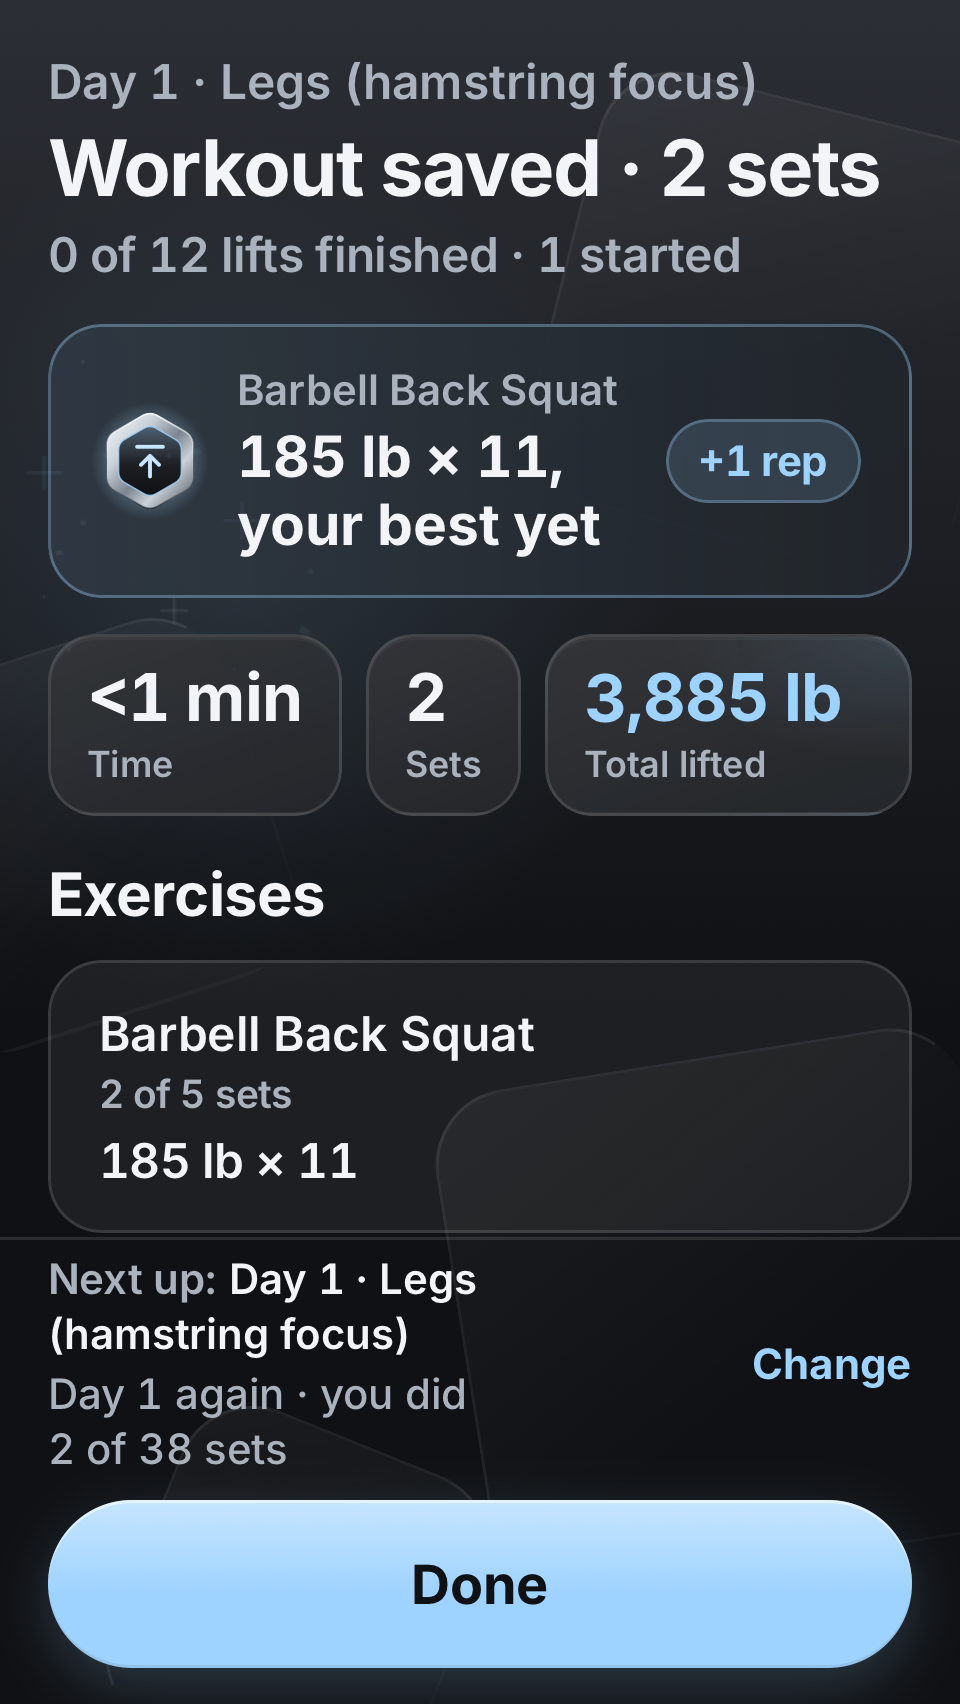 Day 1 · Legs (hamstring focus)
Workout saved · 2 sets
0 of 12 lifts finished · 1 started
Barbell Back Squat
185 lb × 11,
your best yet
+1 rep
<1 min
Time
2
Sets
3,885 lb
Total lifted
Exercises
Barbell Back Squat
2 of 5 sets
185 lb × 11
Next up: Day 1 · Legs
(hamstring focus)
Day 1 again · you did
2 of 38 sets
Change
Done